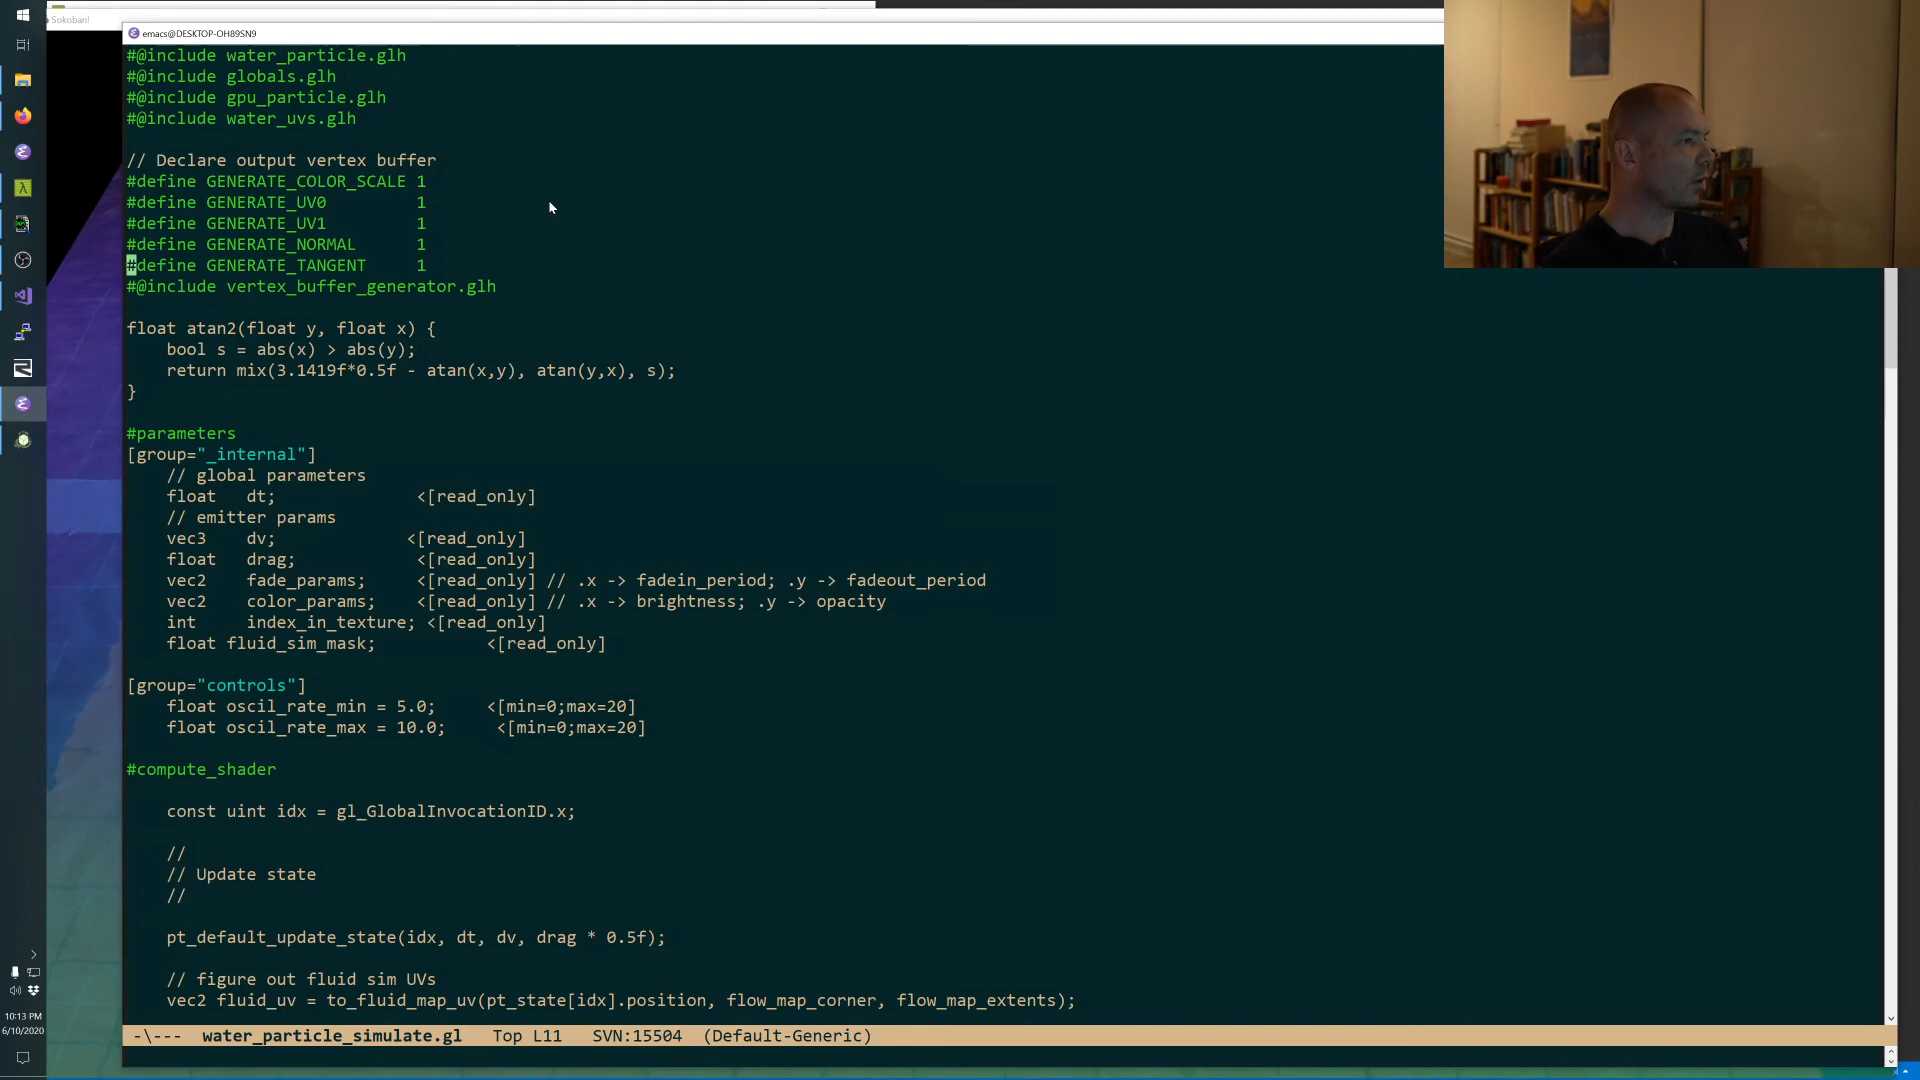 Sokoban!
emacs@DESKTOP-OH89SN9
#@include water_particle.glh
#@include globals.glh
#@include gpu_particle.glh
#@include water_uvs.glh
// Declare output vertex buffer
#define GENERATE_COLOR_SCALE 1
#define GENERATE_UV0         1
#define GENERATE_UV1         1
#define GENERATE_NORMAL      1
#define GENERATE_TANGENT     1
#@include vertex_buffer_generator.glh
float atan2(float y, float x) {
    bool s = abs(x) > abs(y);
    return mix(3.1419f*0.5f - atan(x,y), atan(y,x), s);
}
#parameters
[group="_internal"]
    // global parameters
    float   dt;              <[read_only]
    // emitter params
    vec3    dv;             <[read_only]
    float   drag;            <[read_only]
    vec2    fade_params;     <[read_only] // .x -> fadein_period; .y -> fadeout_period
    vec2    color_params;    <[read_only] // .x -> brightness; .y -> opacity
    int     index_in_texture; <[read_only]
    float fluid_sim_mask;           <[read_only]
[group="controls"]
    float oscil_rate_min = 5.0;     <[min=0;max=20]
    float oscil_rate_max = 10.0;     <[min=0;max=20]
#compute_shader
    const uint idx = gl_GlobalInvocationID.x;
    //
    // Update state
    //
    pt_default_update_state(idx, dt, dv, drag * 0.5f);
    // figure out fluid sim UVs
    vec2 fluid_uv = to_fluid_map_uv(pt_state[idx].position, flow_map_corner, flow_map_extents);
-\---  water_particle_simulate.gl   Top L11   SVN:15504  (Default-Generic)
10:13 PM
6/10/2020